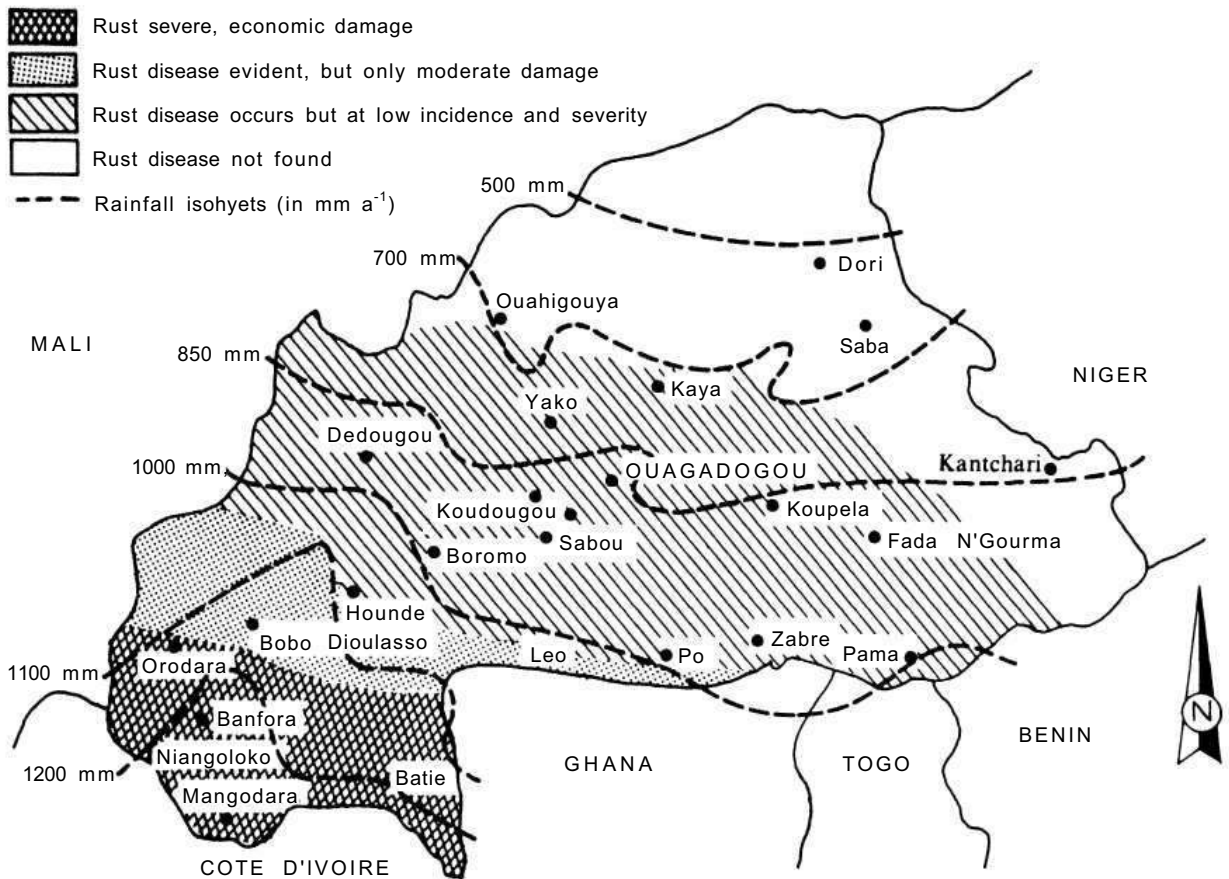 Rust severe, economic damage
Rust disease evident, but only moderate damage
Rust disease occurs but at low incidence and severity
Rust disease not found
Rainfall isohyets (in mm a-1)
500 mm
700 mm
Dori
Ouahigouya
Saba
MALI
850 mm
NIGER
Kaya
Yako
Dedougou
1000 mm
OUAGADOGOU
Kantchari
Koudougou
Koupela
Sabou
Fada N'Gourma
Boromo
Hounde
Bobo Dioulasso
Zabre
Leo
Po
Pama
Orodara
1100 mm
Banfora
N
BENIN
Niangoloko
GHANA
TOGO
1200 mm
Batie
Mangodara
COTE D'IVOIRE